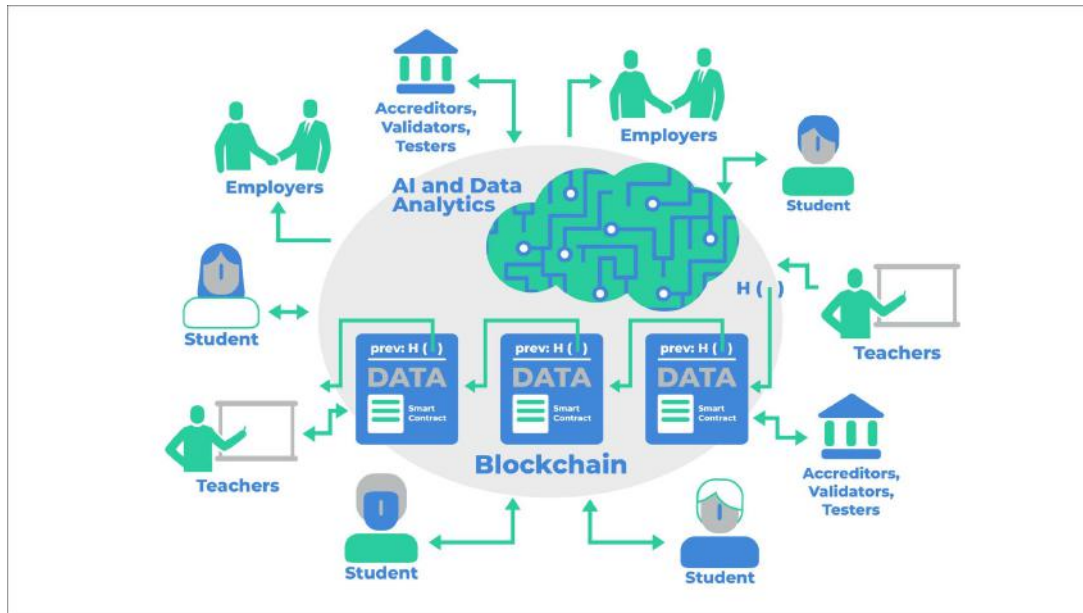 Accreditors,
Validators,
Testers
Employers
Employers
AI and Data
Analytics
Student
H ( )
Student
Teachers
prev: H ( )
DATA
Smart
Contract
prev: H ( )
DATA
Smart
Contract
prev: H ( )
DATA
Smart
Contract
Teachers
Blockchain
Accreditors,
Validators,
Testers
Student
Student